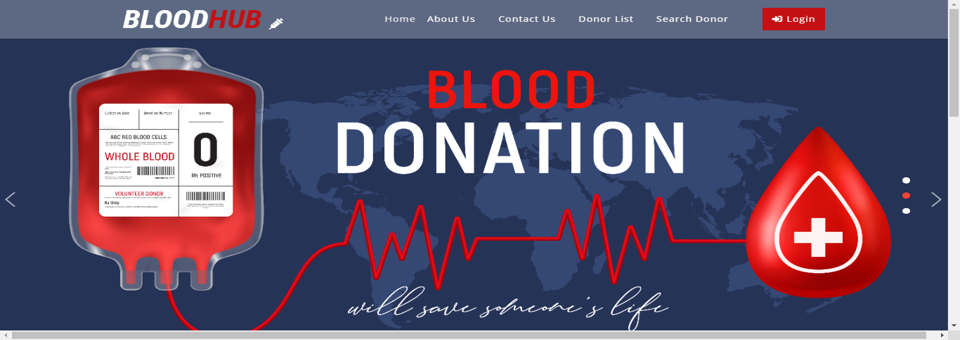 BLOODHUB
Home About Us Contact Us Donor List Search Donor Login
BLOOD
DONATION
will save someone's life
ABC RED BLOOD CELLS
WHOLE BLOOD
VOLUNTEER DONOR
Rx Only
O
Rh POSITIVE